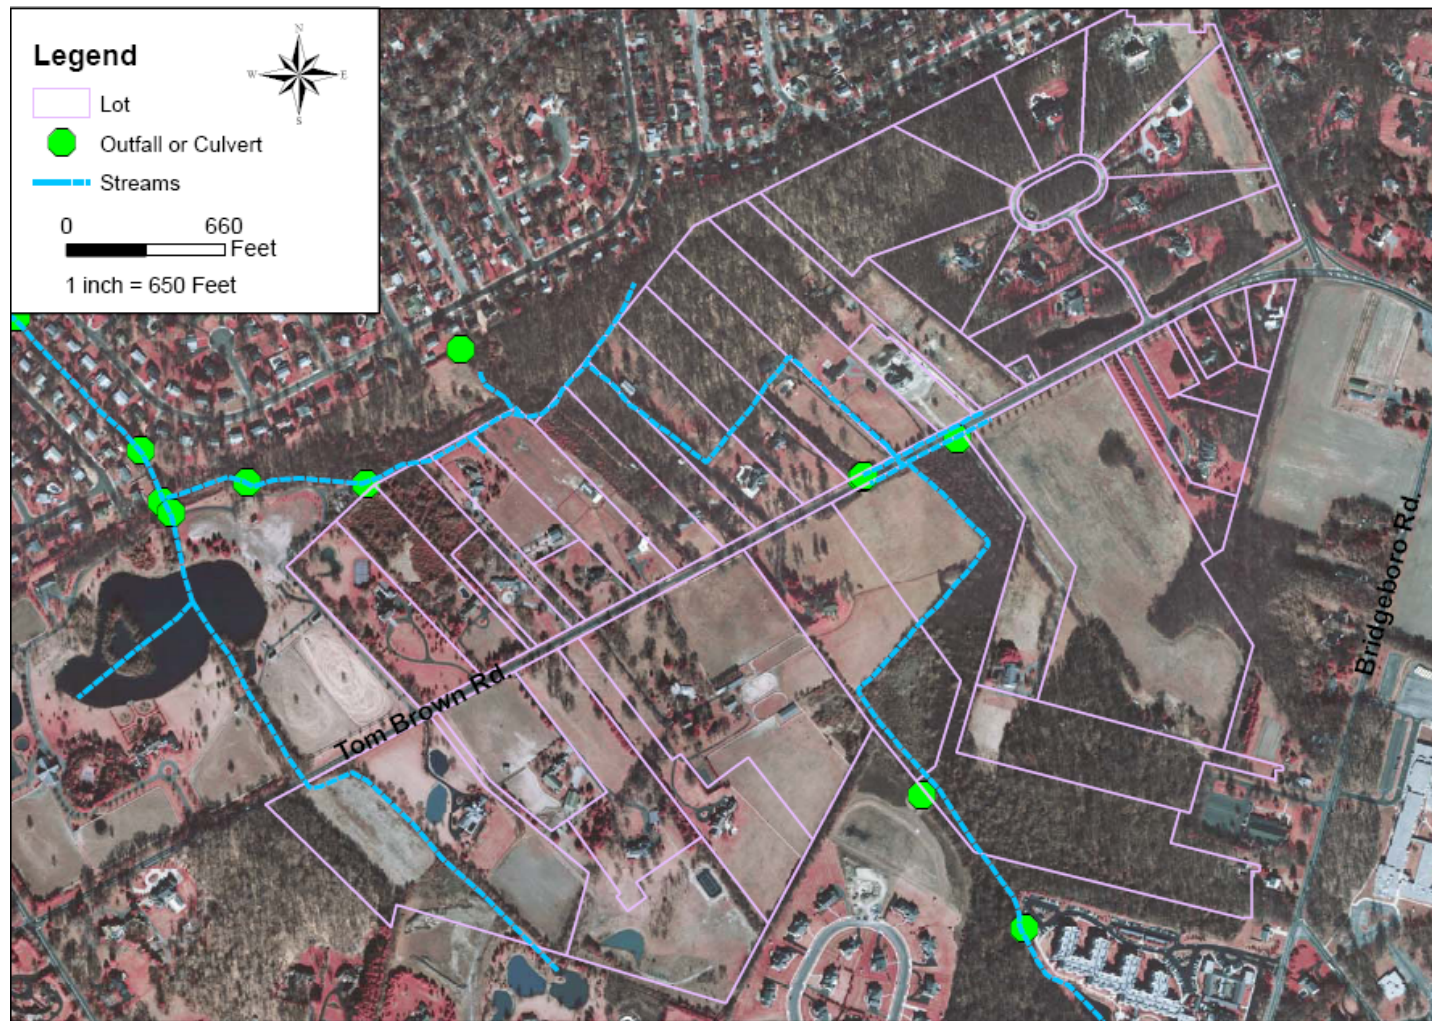 Legend
N
W E
S
Lot
Outfall or Culvert
Streams
0 660
Feet
1 inch = 650 Feet
Tom Brown Rd.
Bridgeboro Rd.